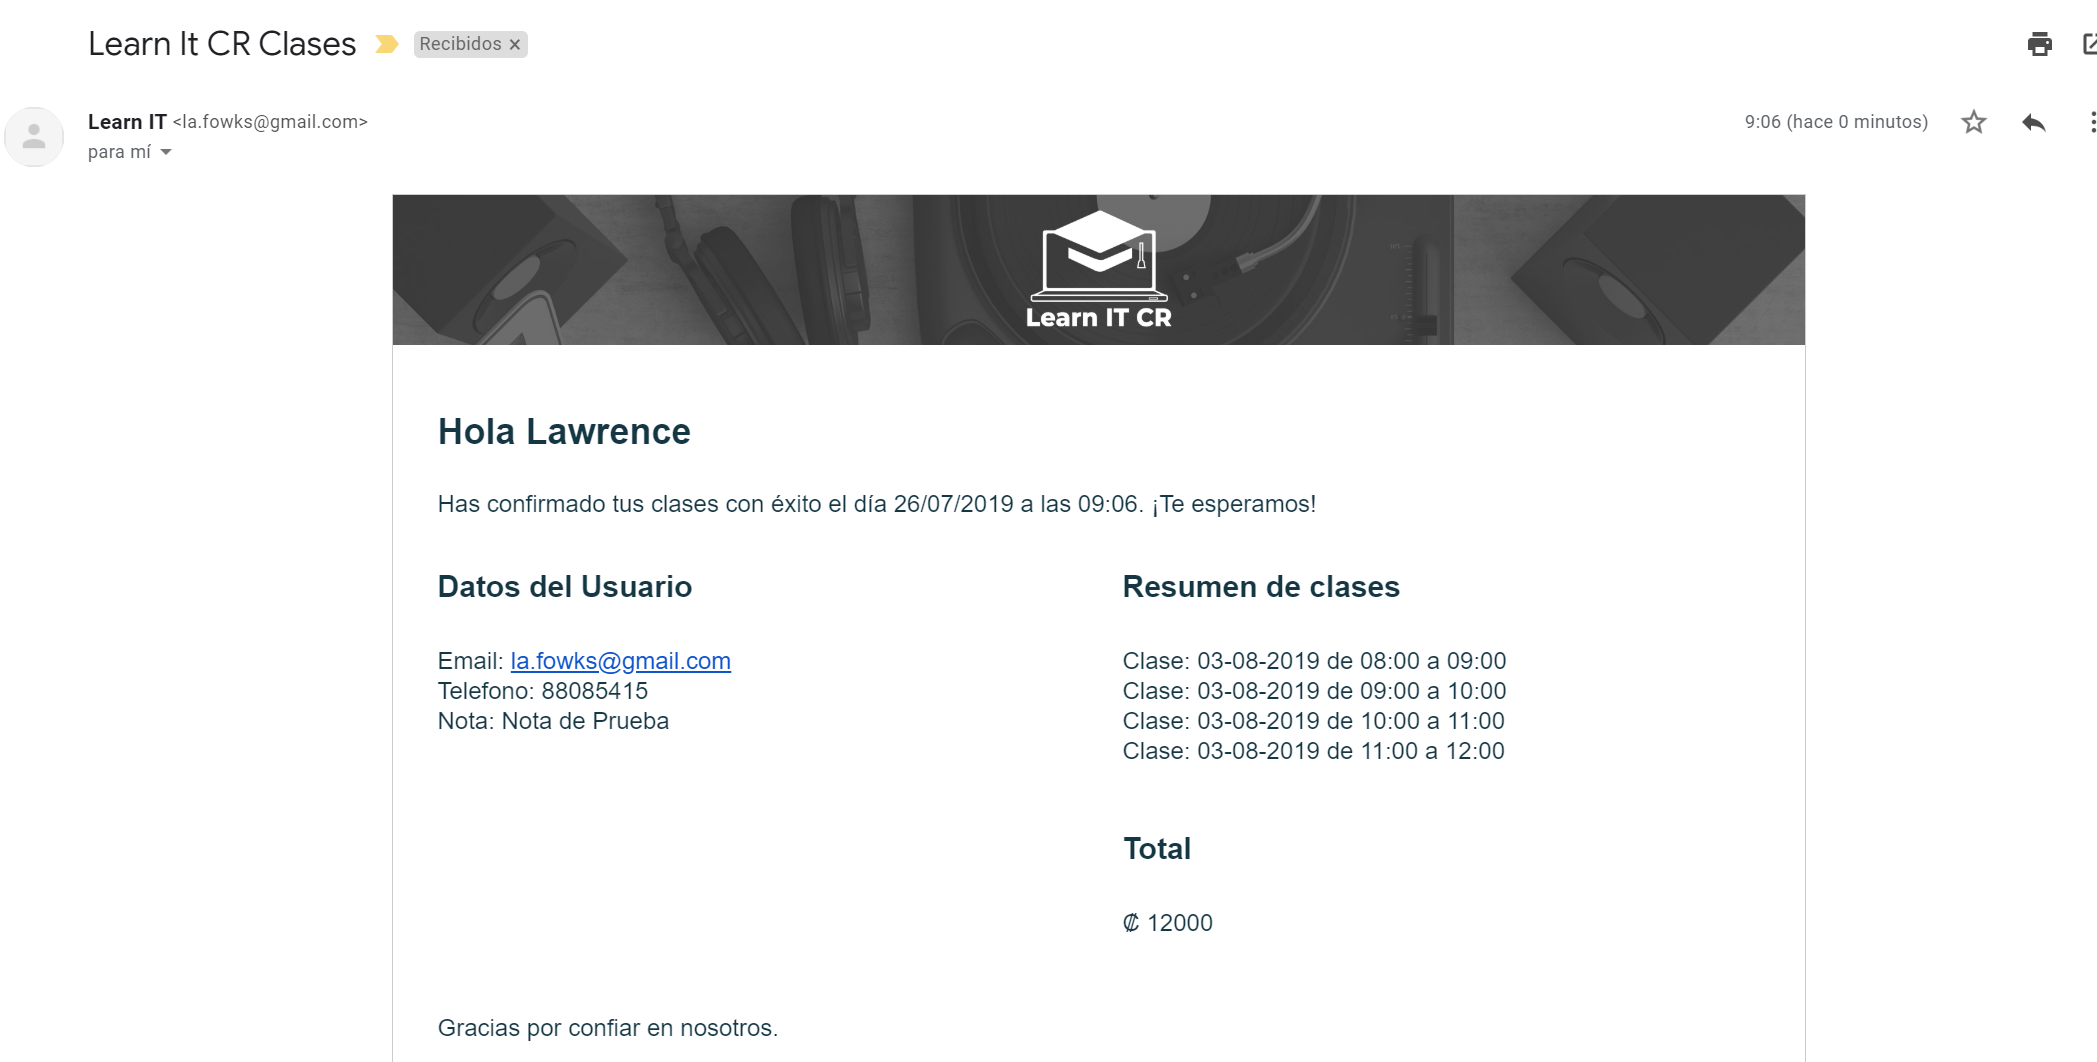 Learn It CR Clases
Recibidos ×
Learn IT <la.fowks@gmail.com>
9:06 (hace 0 minutos)
para mí
Learn IT CR
Hola Lawrence
Has confirmado tus clases con éxito el día 26/07/2019 a las 09:06. ¡Te esperamos!
Datos del Usuario
Email: la.fowks@gmail.com
Telefono: 88085415
Nota: Nota de Prueba
Resumen de clases
Clase: 03-08-2019 de 08:00 a 09:00
Clase: 03-08-2019 de 09:00 a 10:00
Clase: 03-08-2019 de 10:00 a 11:00
Clase: 03-08-2019 de 11:00 a 12:00
Total
₡ 12000
Gracias por confiar en nosotros.